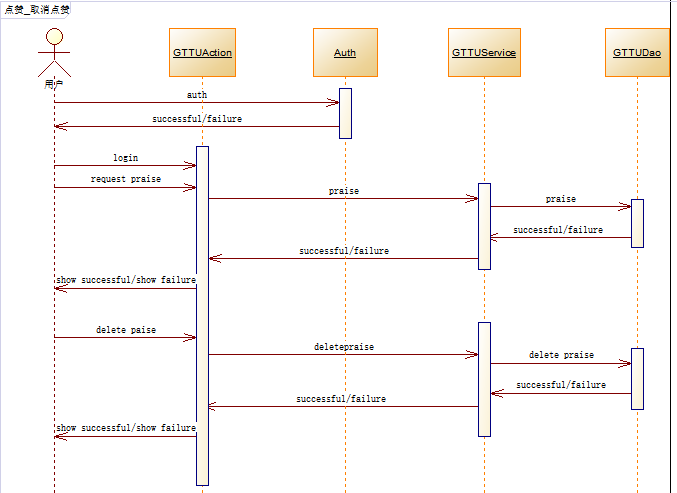 点赞_取消点赞
GTTUAction
Auth
GTTUService
GTTUDao
用户
auth
successful/failure
login
request praise
praise
praise
successful/failure
successful/failure
show successful/show failure
delete paise
deletepraise
delete praise
successful/failure
successful/failure
show successful/show failure